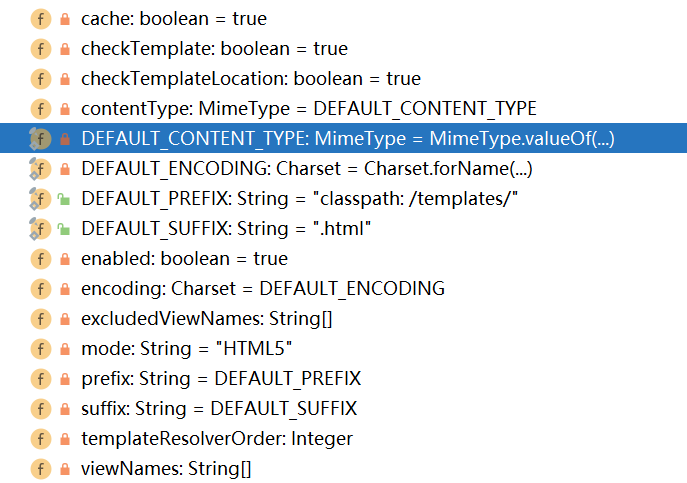 cache: boolean = true
checkTemplate: boolean = true
checkTemplateLocation: boolean = true
contentType: MimeType = DEFAULT_CONTENT_TYPE
DEFAULT_CONTENT_TYPE: MimeType = MimeType.valueOf(...)
DEFAULT_ENCODING: Charset = Charset.forName(...)
DEFAULT_PREFIX: String = "classpath: /templates/"
DEFAULT_SUFFIX: String = ".html"
enabled: boolean = true
encoding: Charset = DEFAULT_ENCODING
excludedViewNames: String[]
mode: String = "HTML5"
prefix: String = DEFAULT_PREFIX
suffix: String = DEFAULT_SUFFIX
templateResolverOrder: Integer
viewNames: String[]